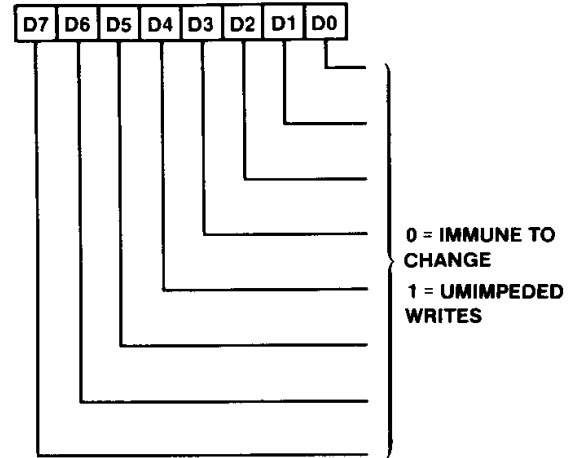 D7 D6 D5 D4 D3 D2 D1 D0
0 = IMMUNE TO
CHANGE
1 = UMIMPEDED
WRITES